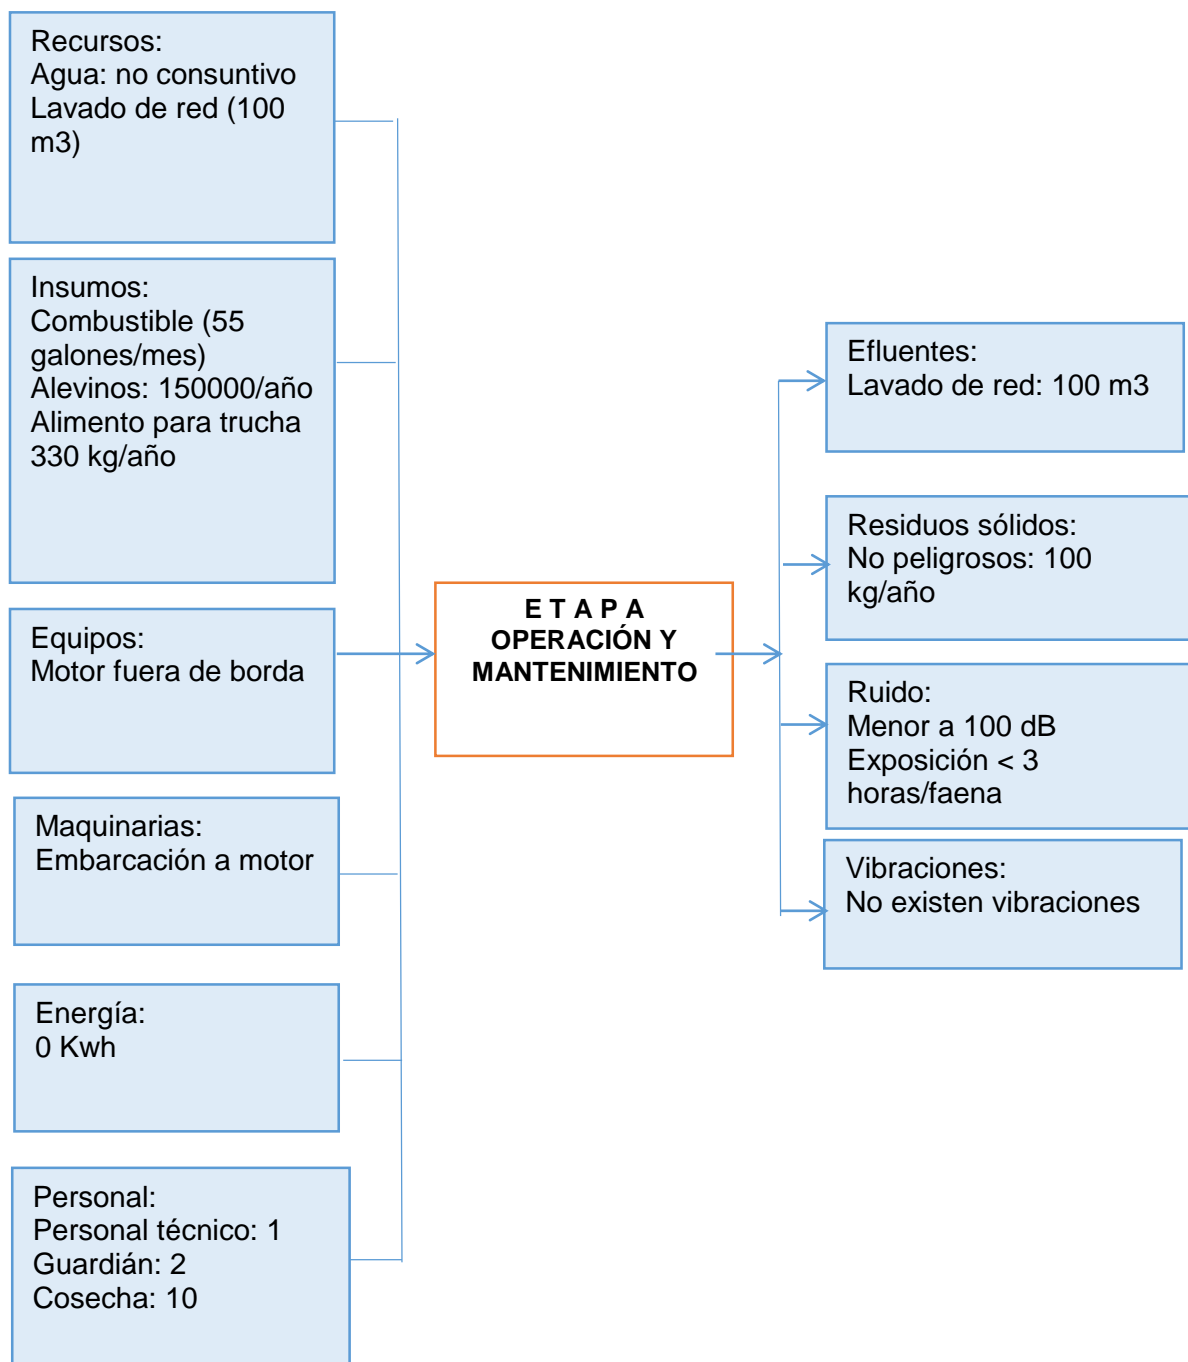 Recursos:
Agua: no consuntivo
Lavado de red (100
m3)
Insumos:
Combustible (55
galones/mes)
Alevinos: 150000/año
Alimento para trucha
330 kg/año
Equipos:
Motor fuera de borda
Maquinarias:
Embarcación a motor
Energía:
0 Kwh
Personal:
Personal técnico: 1
Guardián: 2
Cosecha: 10
E T A P A
OPERACIÓN Y
MANTENIMIENTO
Efluentes:
Lavado de red: 100 m3
Residuos sólidos:
No peligrosos: 100
kg/año
Ruido:
Menor a 100 dB
Exposición < 3
horas/faena
Vibraciones:
No existen vibraciones